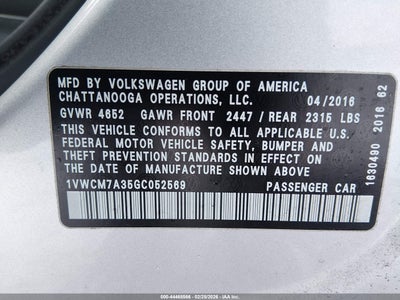 MFD BY VOLKSWAGEN GROUP OF AMERICA
CHATTANOOGA OPERATIONS, LLC. 04/2016
GVWR 4652 GAWR FRONT 2447 / REAR 2315 LBS
THIS VEHICLE CONFORMS TO ALL APPLICABLE U.S.
FEDERAL MOTOR VEHICLE SAFETY, BUMPER, AND
THEFT PREVENTION STANDARDS IN EFFECT ON
THE DATE OF MANUFACTURE SHOWN ABOVE
1VWCM7A35GC052569 PASSENGER CAR
1630490 2016 62